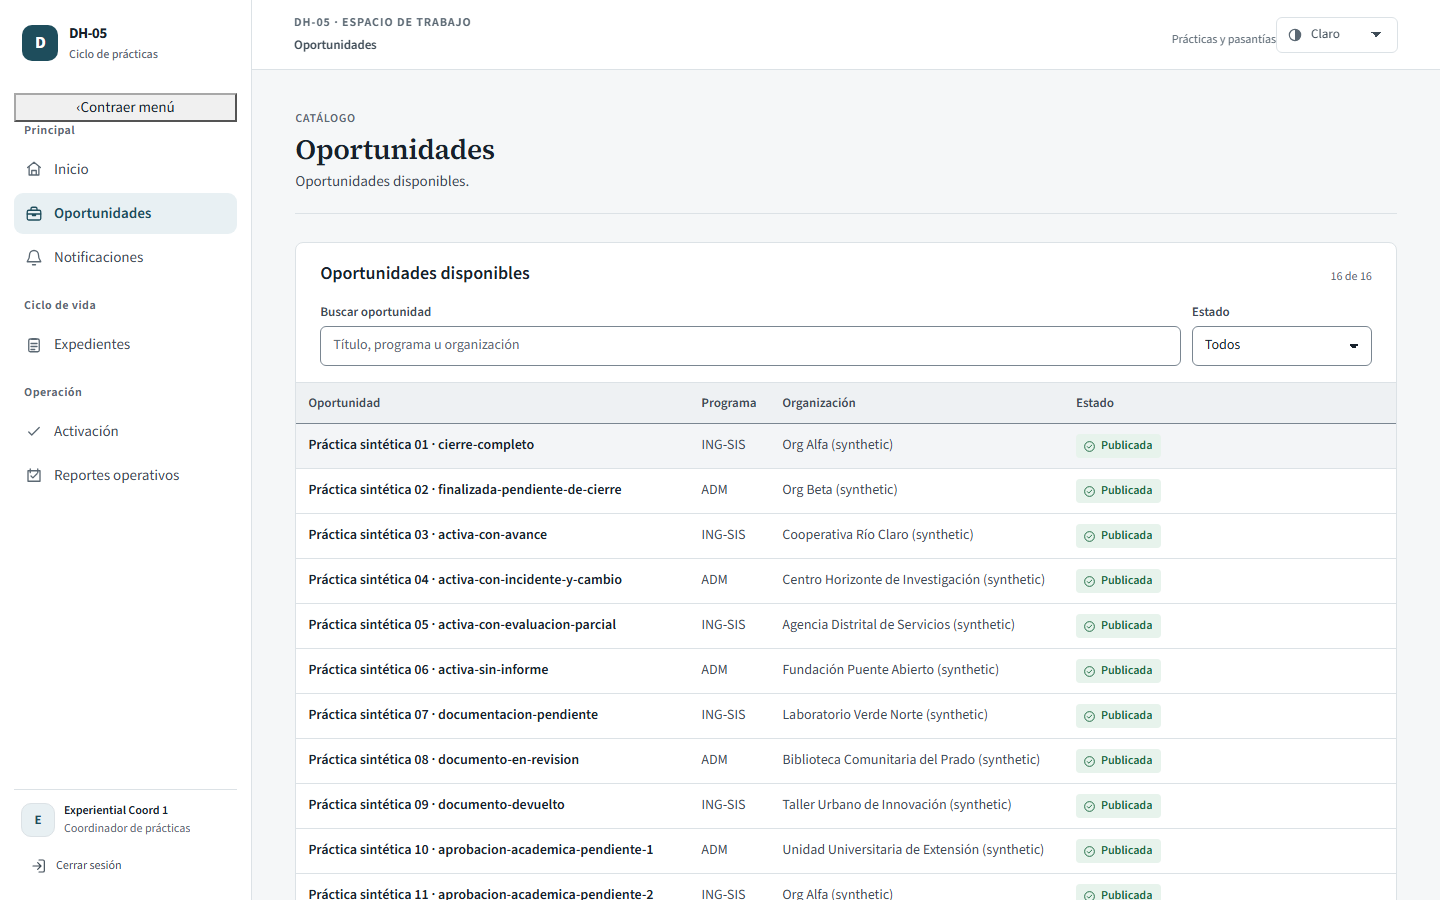 D
DH-05
Ciclo de prácticas
‹Contraer menú
Principal
Inicio
Oportunidades
Notificaciones
Ciclo de vida
Expedientes
Operación
Activación
Reportes operativos
E
Experiential Coord 1
Coordinador de prácticas
Cerrar sesión
DH-05 · ESPACIO DE TRABAJO
Oportunidades
Prácticas y pasantías
Claro
CATÁLOGO
Oportunidades
Oportunidades disponibles.
Oportunidades disponibles
16 de 16
Buscar oportunidad
Estado
Título, programa u organización
Todos
Oportunidad Programa Organización Estado
Práctica sintética 01 · cierre-completo ING-SIS Org Alfa (synthetic) Publicada
Práctica sintética 02 · finalizada-pendiente-de-cierre ADM Org Beta (synthetic) Publicada
Práctica sintética 03 · activa-con-avance ING-SIS Cooperativa Río Claro (synthetic) Publicada
Práctica sintética 04 · activa-con-incidente-y-cambio ADM Centro Horizonte de Investigación (synthetic) Publicada
Práctica sintética 05 · activa-con-evaluacion-parcial ING-SIS Agencia Distrital de Servicios (synthetic) Publicada
Práctica sintética 06 · activa-sin-informe ADM Fundación Puente Abierto (synthetic) Publicada
Práctica sintética 07 · documentacion-pendiente ING-SIS Laboratorio Verde Norte (synthetic) Publicada
Práctica sintética 08 · documento-en-revision ADM Biblioteca Comunitaria del Prado (synthetic) Publicada
Práctica sintética 09 · documento-devuelto ING-SIS Taller Urbano de Innovación (synthetic) Publicada
Práctica sintética 10 · aprobacion-academica-pendiente-1 ADM Unidad Universitaria de Extensión (synthetic) Publicada
Práctica sintética 11 · aprobacion-academica-pendiente-2 ING-SIS Org Alfa (synthetic) Publicada